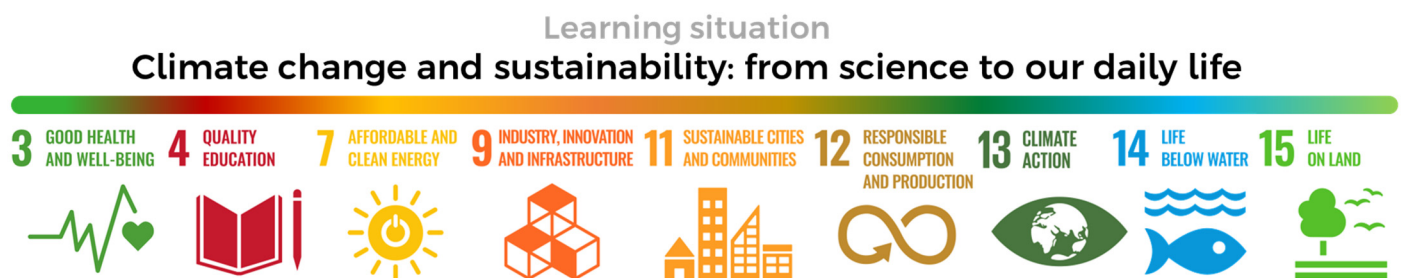 Learning situation
Climate change and sustainability: from science to our daily life
3 GOOD HEALTH
AND WELL-BEING
4 QUALITY
EDUCATION
7 AFFORDABLE AND
CLEAN ENERGY
9 INDUSTRY, INNOVATION
AND INFRASTRUCTURE
11 SUSTAINABLE CITIES
AND COMMUNITIES
12 RESPONSIBLE
CONSUMPTION
AND PRODUCTION
13 CLIMATE
ACTION
14 LIFE
BELOW WATER
15 LIFE
ON LAND